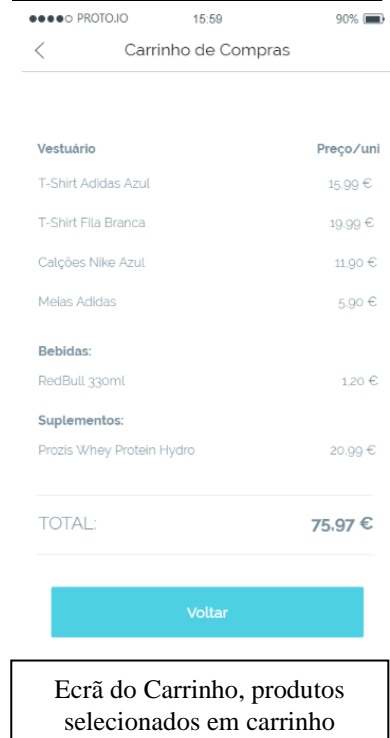 PROTO.IO 15:59 90%
Carrinho de Compras
Vestuário Preço/uni
T-Shirt Adidas Azul 15.99 €
T-Shirt Fila Branca 19.99 €
Calções Nike Azul 11,90 €
Meias Adidas 5,90 €
Bebidas:
RedBull 330ml 1,20 €
Suplementos:
Prozis Whey Protein Hydro 20,99 €
TOTAL: 75,97 €
Voltar
Ecrã do Carrinho, produtos
selecionados em carrinho